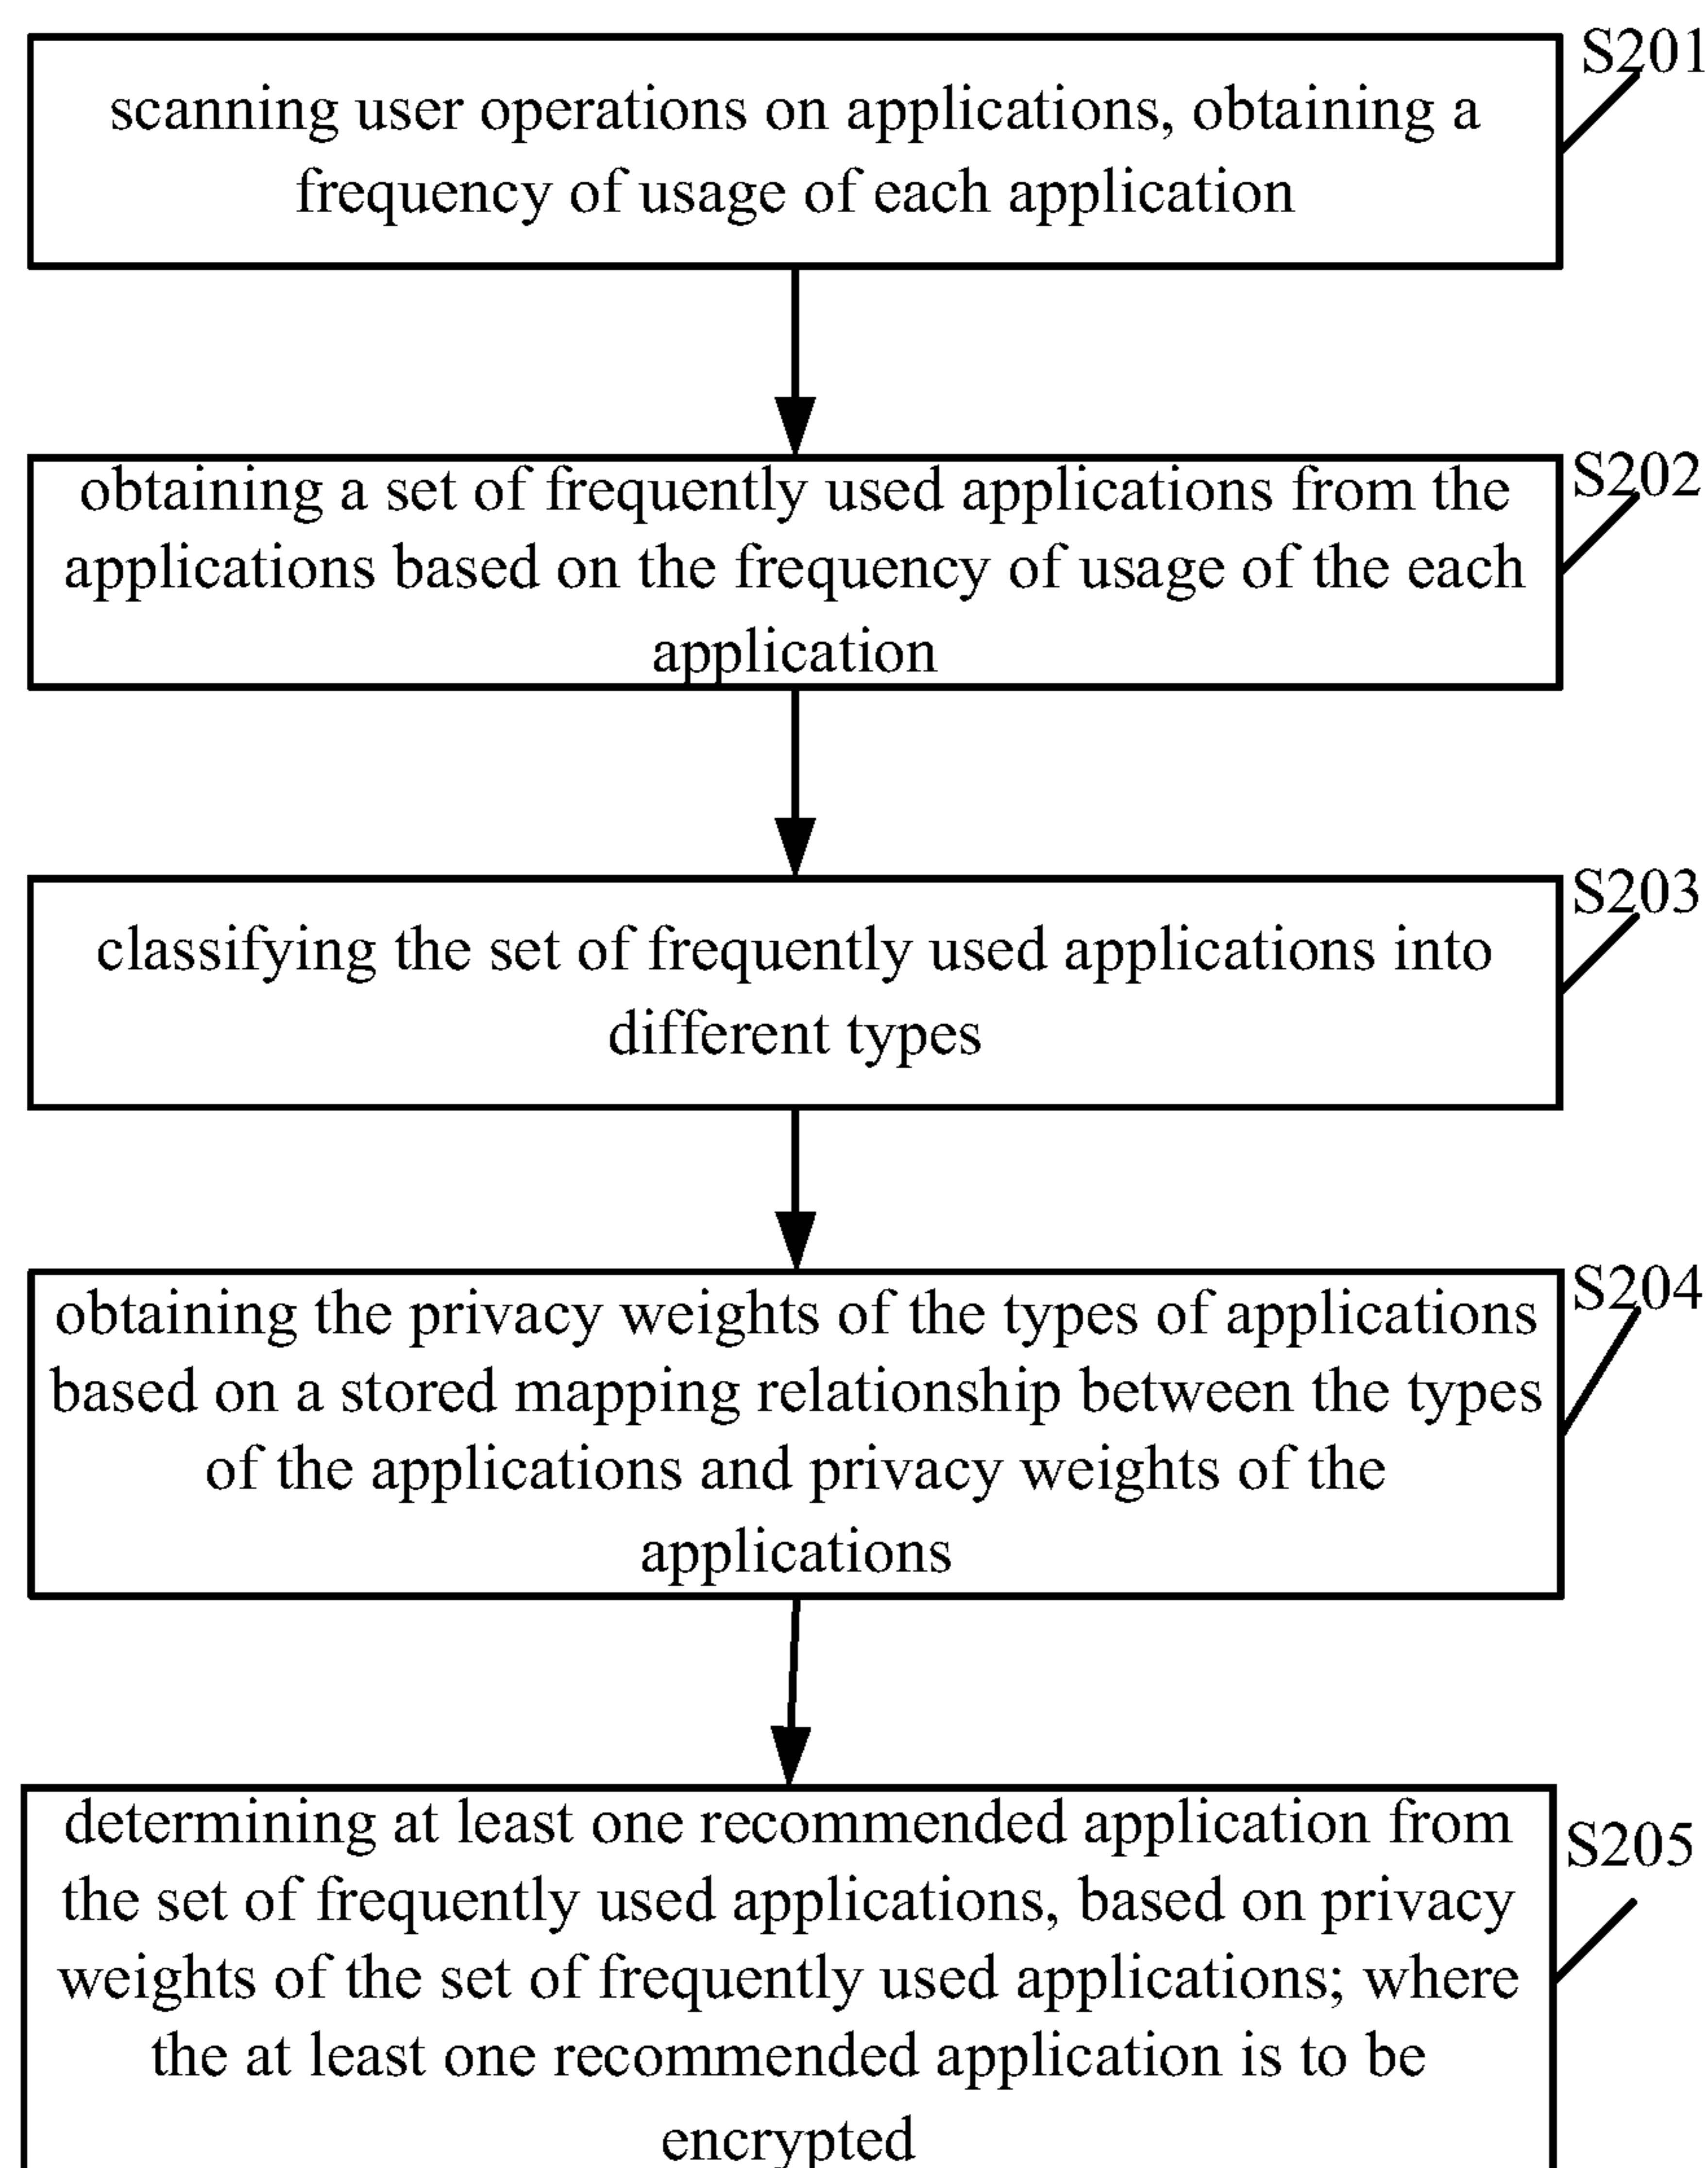 S201
scanning user operations on applications, obtaining a
frequency of usage of each application
S202
obtaining a set of frequently used applications from the
applications based on the frequency of usage of the each
application
S203
classifying the set of frequently used applications into
different types
S204
obtaining the privacy weights of the types of applications
based on a stored mapping relationship between the types
of the applications and privacy weights of the
applications
S205
determining at least one recommended application from
the set of frequently used applications, based on privacy
weights of the set of frequently used applications; where
the at least one recommended application is to be
encrypted